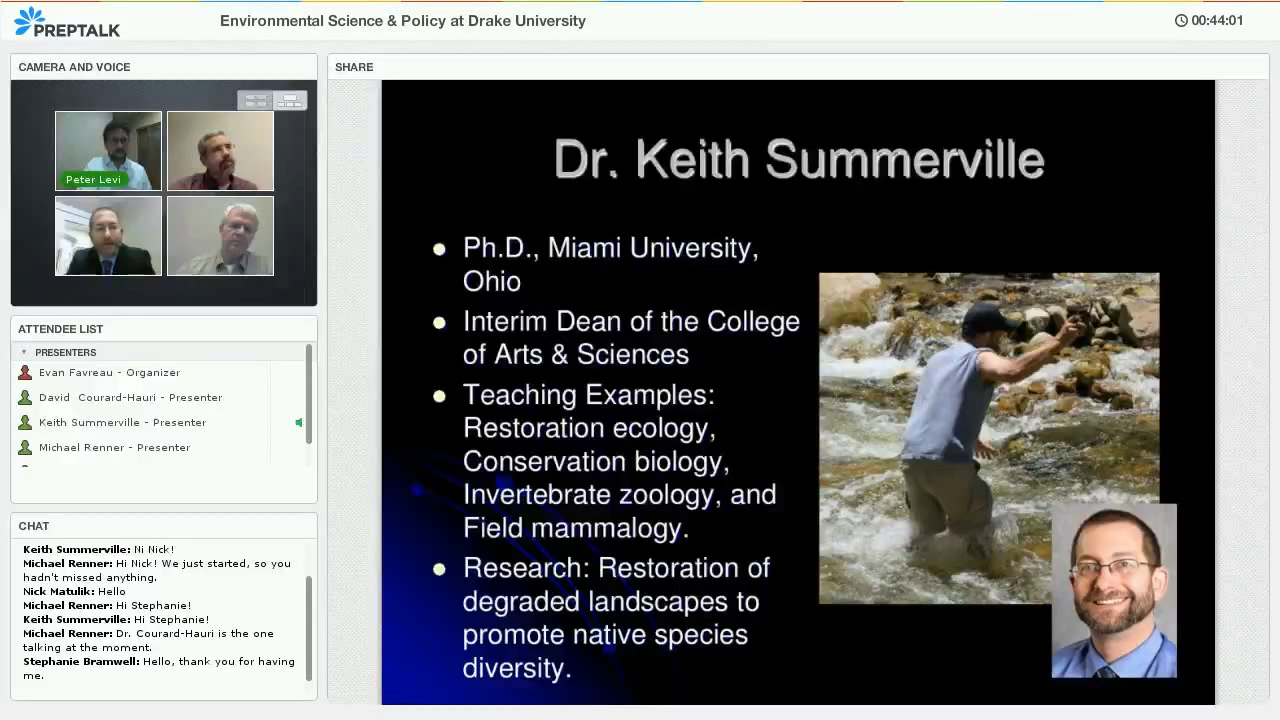 PREPTALK
Environmental Science & Policy at Drake University
00:44:01
CAMERA AND VOICE
Peter Levi
ATTENDEE LIST
PRESENTERS
Evan Favreau - Organizer
David Courard-Hauri - Presenter
Keith Summerville - Presenter
Michael Renner - Presenter
CHAT
Keith Summerville: Ni Nick!
Michael Renner: Hi Nick! We just started, so you
hadn't missed anything.
Nick Matulik: Hello
Michael Renner: Hi Stephanie!
Keith Summerville: Hi Stephanie!
Michael Renner: Dr. Courard-Hauri is the one
talking at the moment.
Stephanie Bramwell: Hello, thank you for having
me.
SHARE
Dr. Keith Summerville
Ph.D., Miami University,
Ohio
Interim Dean of the College
of Arts & Sciences
Teaching Examples:
Restoration ecology,
Conservation biology,
Invertebrate zoology, and
Field mammalogy.
Research: Restoration of
degraded landscapes to
promote native species
diversity.